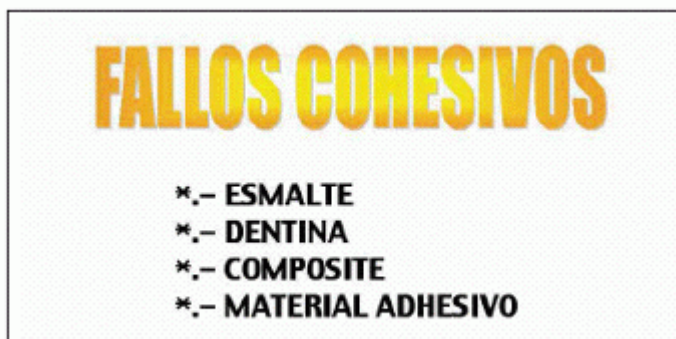 FALLOS COHESIVOS
*.– ESMALTE
*.– DENTINA
*.– COMPOSITE
*.– MATERIAL ADHESIVO